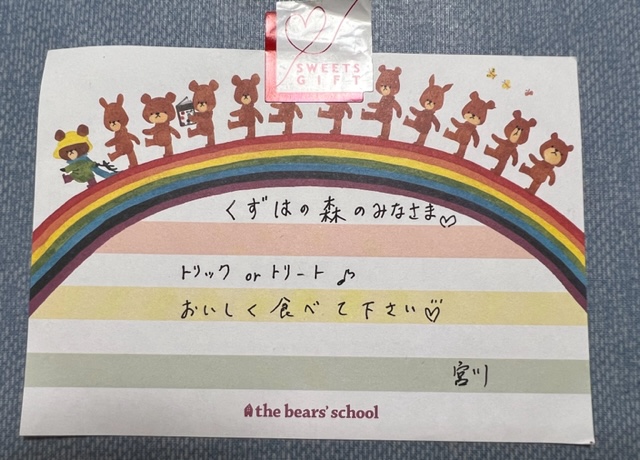 SWEETS
GIFT
くずはの森のみなさま♡
トリック or トリート♪
おいしく食べて下さい♡
宮川
the bears' school